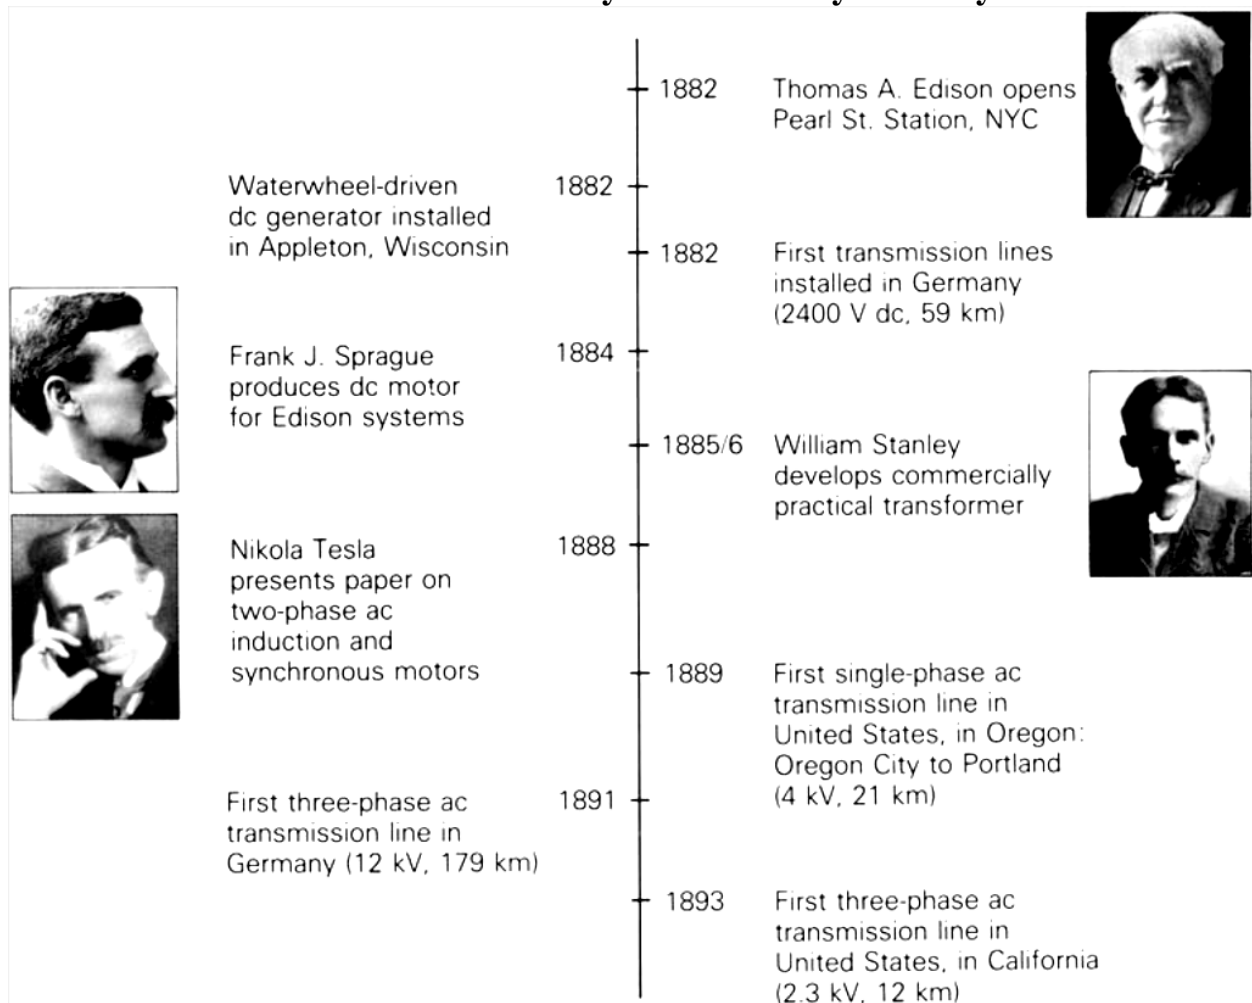 1882
Thomas A. Edison opens
Pearl St. Station, NYC
Waterwheel-driven
dc generator installed
in Appleton, Wisconsin
1882
1882
First transmission lines
installed in Germany
(2400 V dc, 59 km)
Frank J. Sprague
produces dc motor
for Edison systems
1884
1885/6
William Stanley
develops commercially
practical transformer
Nikola Tesla
presents paper on
two-phase ac
induction and
synchronous motors
1888
1889
First single-phase ac
transmission line in
United States, in Oregon:
Oregon City to Portland
(4 kV, 21 km)
First three-phase ac
transmission line in
Germany (12 kV, 179 km)
1891
1893
First three-phase ac
transmission line in
United States, in California
(2.3 kV, 12 km)